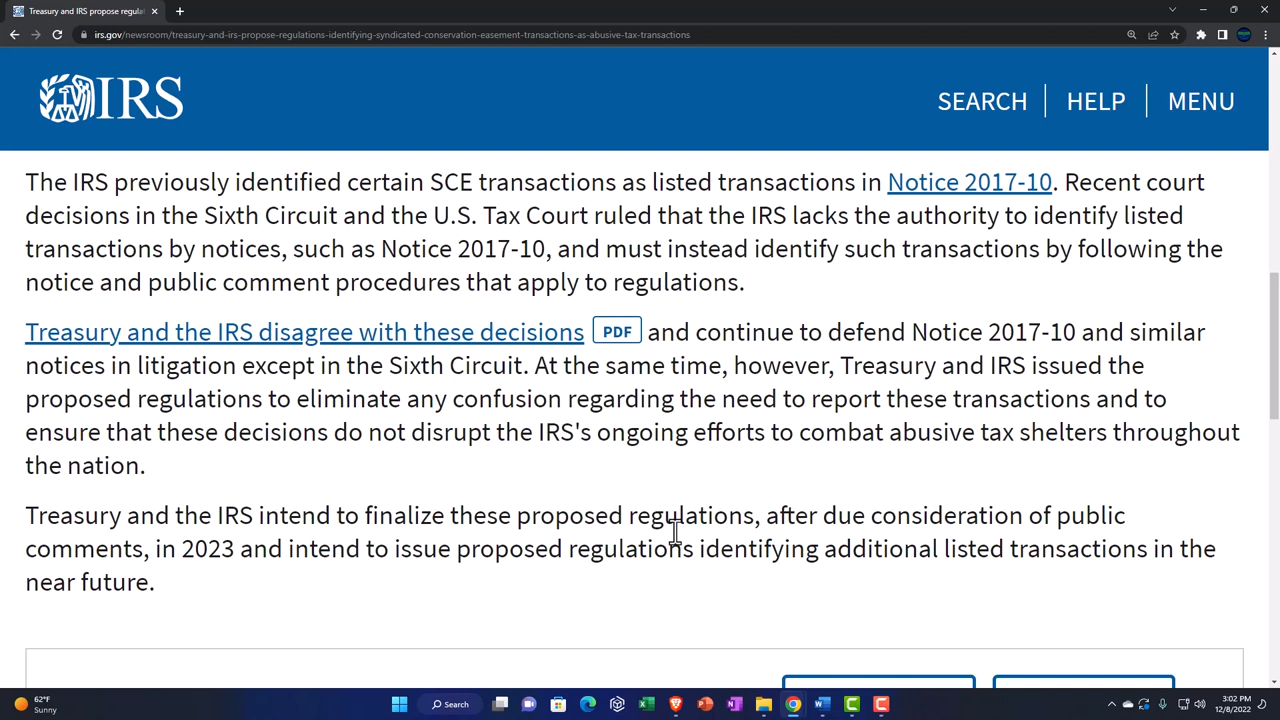 Treasury and IRS propose regulat
irs.gov/newsroom/treasury-and-irs-propose-regulations-identifying-syndicated-conservation-easement-transactions-as-abusive-tax-transactions
IRS
SEARCH
HELP
MENU
The IRS previously identified certain SCE transactions as listed transactions in Notice 2017-10. Recent court
decisions in the Sixth Circuit and the U.S. Tax Court ruled that the IRS lacks the authority to identify listed
transactions by notices, such as Notice 2017-10, and must instead identify such transactions by following the
notice and public comment procedures that apply to regulations.
Treasury and the IRS disagree with these decisions PDF and continue to defend Notice 2017-10 and similar
notices in litigation except in the Sixth Circuit. At the same time, however, Treasury and IRS issued the
proposed regulations to eliminate any confusion regarding the need to report these transactions and to
ensure that these decisions do not disrupt the IRS's ongoing efforts to combat abusive tax shelters throughout
the nation.
Treasury and the IRS intend to finalize these proposed regulations, after due consideration of public
comments, in 2023 and intend to issue proposed regulations identifying additional listed transactions in the
near future.
62°F
Sunny
Search
3:02 PM
12/8/2022